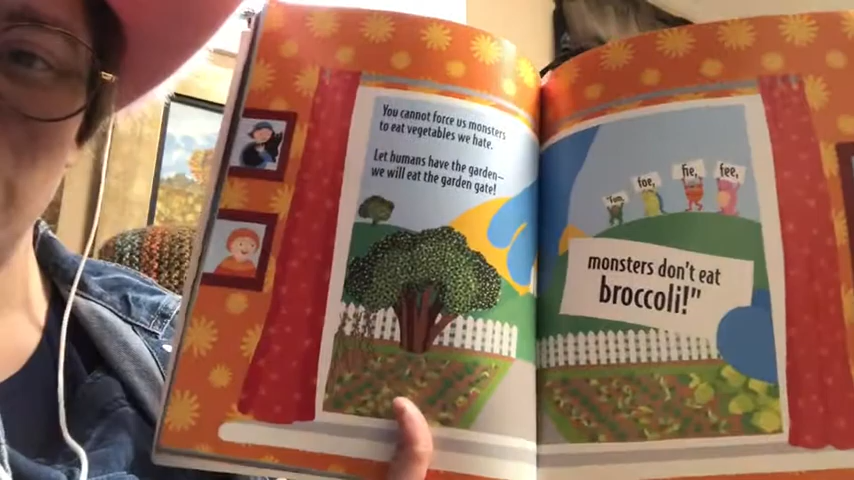 You cannot force us monsters
to eat vegetables we hate.
Let humans have the garden–
we will eat the garden gate!
"Fum,
foe,
fie,
fee,
monsters don't eat
broccoli!"